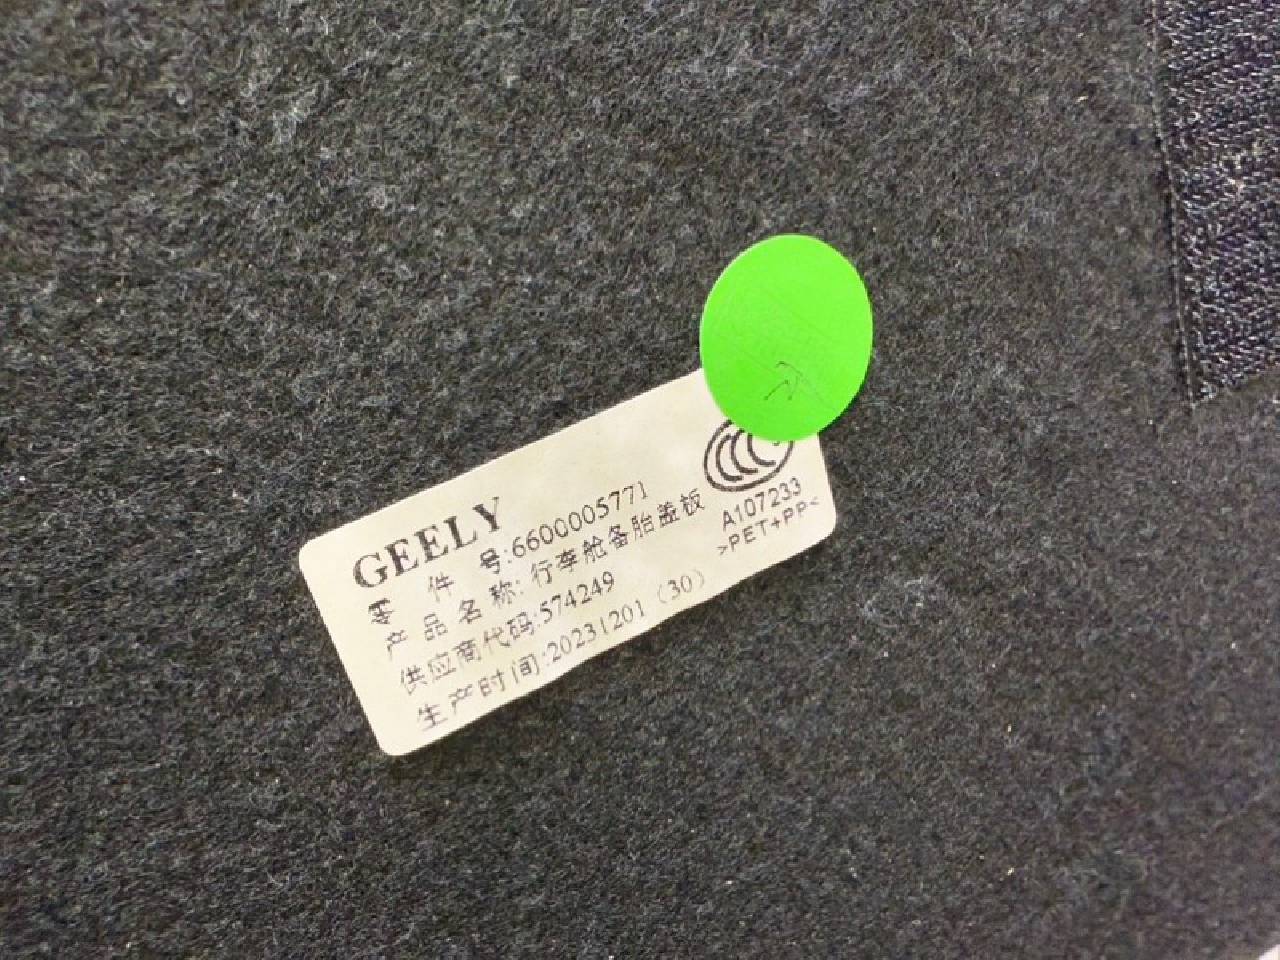 GEELY
零件号:6600005771
产品名称:行李舱备胎盖板
供应商代码:574249
生产时间:20231201（30）
CCC
A107233
>PET+PP<